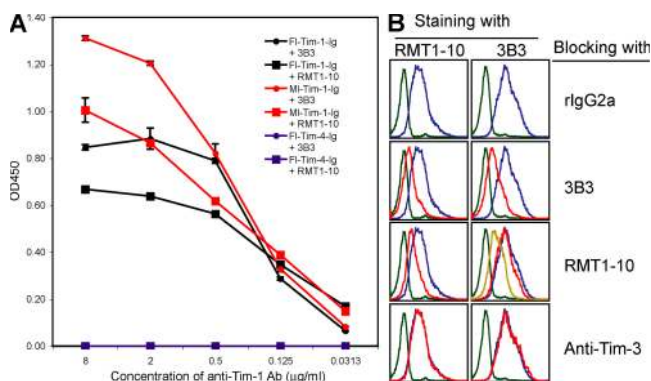 A
1.40
1.20
1.00
0.80
0.60
0.40
0.20
0.00
OD450
8
2
0.5
0.125
0.0313
Concentration of anti-Tim-1 Ab (µg/ml)
Fl-Tim-1-Ig
+ 3B3
Fl-Tim-1-Ig
+ RMT1-10
Ml-Tim-1-Ig
+ 3B3
Ml-Tim-1-Ig
+ RMT1-10
Fl-Tim-4-Ig
+ 3B3
Fl-Tim-4-Ig
+ RMT1-10
B
Staining with
RMT1-10
3B3
Blocking with
rIgG2a
3B3
RMT1-10
Anti-Tim-3